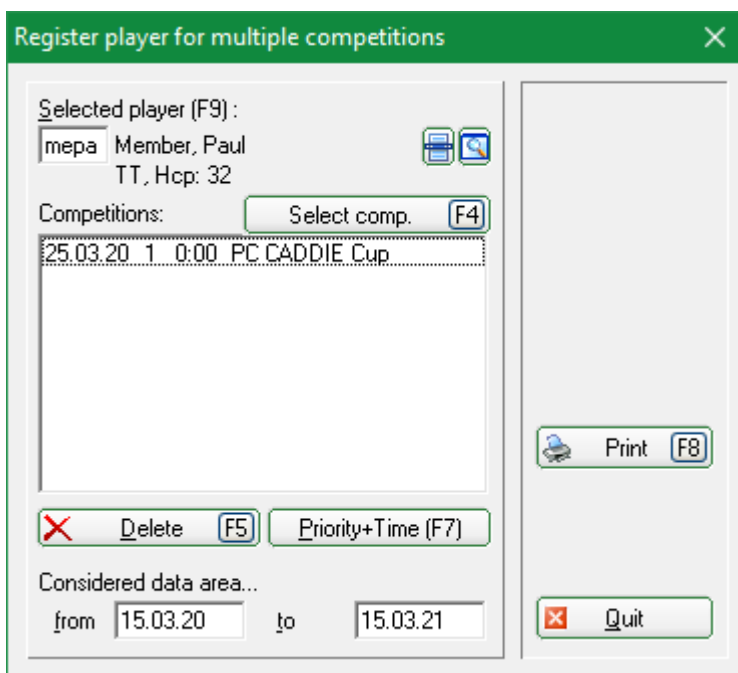 Register player for multiple competitions
Selected player (F9) :
mepa Member, Paul
TT, Hcp: 32
Competitions: Select comp. F4
25.03.20 1 0:00 PC CADDIE Cup
Print F8
Delete F5 Priority+Time (F7)
Considered data area...
from 15.03.20 to 15.03.21
Quit